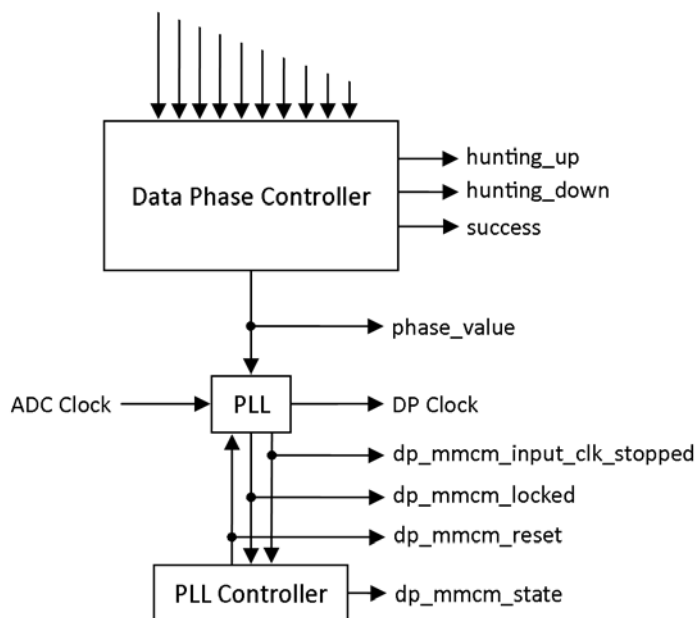 hunting_up
Data Phase Controller
hunting_down
success
phase_value
ADC Clock
PLL
DP Clock
dp_mmcm_input_clk_stopped
dp_mmcm_locked
dp_mmcm_reset
PLL Controller
dp_mmcm_state